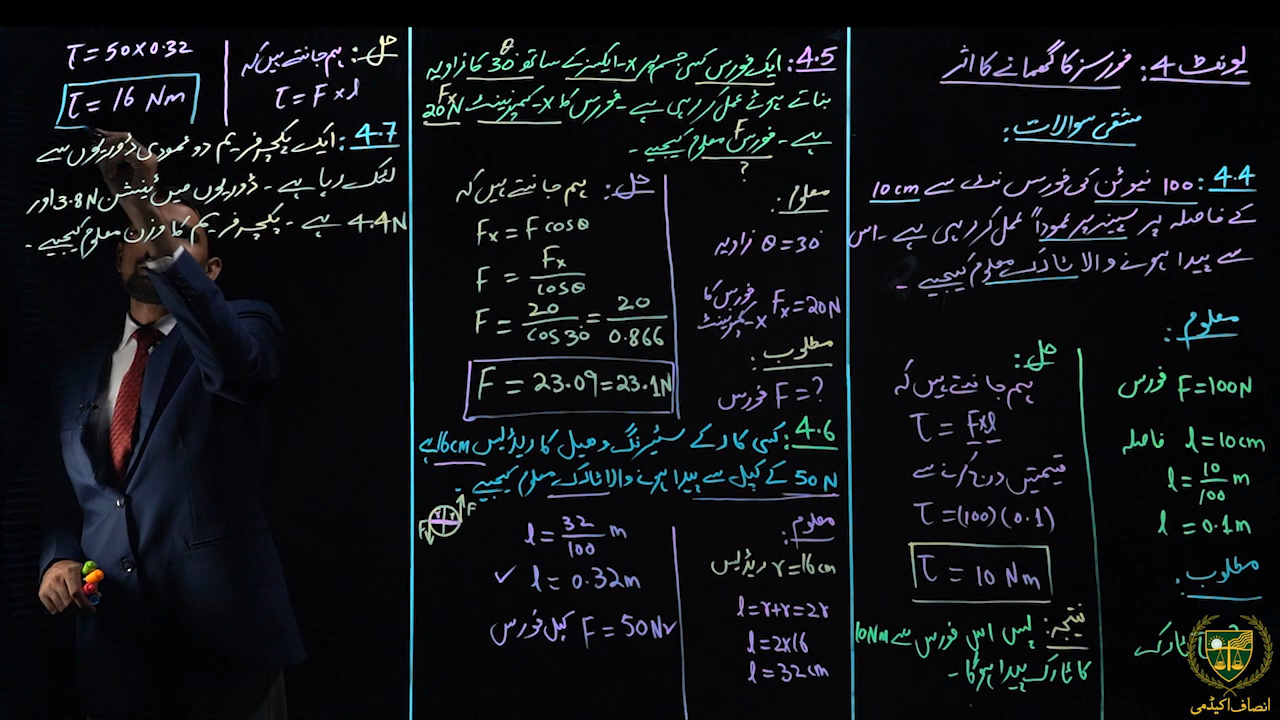 یونٹ 4: فورسز کا گھمانے کا اثر
مشقی سوالات:
4.4: 100 نیوٹن کی فورس نٹ سے 10cm
کے فاصلہ پر سپینر پر عموداً عمل کر رہی ہے۔ اس
سے پیدا ہونے والا ٹارک معلوم کیجیے۔
معلوم:
فورس F=100N
فاصلہ l=10cm
l = 10/100 m
l = 0.1m
مطلوب:
ٹارک
حل:
ہم جانتے ہیں کہ
τ = F×l
قیمتیں درج کرنے سے
τ = (100)(0.1)
τ = 10 Nm
نتیجہ: پس اس فورس سے 10Nm
کا ٹارک پیدا ہوگا۔
4.5: ایک فورس کسی جسم پر x-ایکسز کے ساتھ 30° کا زاویہ
θ
بناتے ہوئے عمل کر رہی ہے۔ فورس کا x-کمپوننٹ 20N
Fx
ہے۔ فورس معلوم کیجیے۔
F
?
معلوم:
زاویہ θ = 30°
فورس کا
x-کمپوننٹ Fx = 20N
مطلوب:
فورس F = ?
حل:
ہم جانتے ہیں کہ
Fx = F cosθ
F = Fx/cosθ
F = 20/cos30° = 20/0.866
F = 23.09 = 23.1N
4.6: کسی کار کے سٹیرنگ وھیل کا ریڈیس 16cm ہے
50N کے کپل سے پیدا ہونے والا ٹارک معلوم کیجیے۔
F r r F
معلوم:
ریڈیس r = 16cm
l = r+r = 2r
l = 2×16
l = 32cm
l = 32/100 m
✓ l = 0.32m
کپل فورس F = 50N ✓
حل: ہم جانتے ہیں کہ
τ = F×l
τ = 50×0.32
τ = 16 Nm
4.7: ایک پکچر فریم دو عمودی ڈوریوں سے
لٹک رہا ہے۔ ڈوریوں میں ٹینشن 3.8N اور
4.4N ہے۔ پکچر فریم کا وزن معلوم کیجیے۔
انصاف اکیڈمی